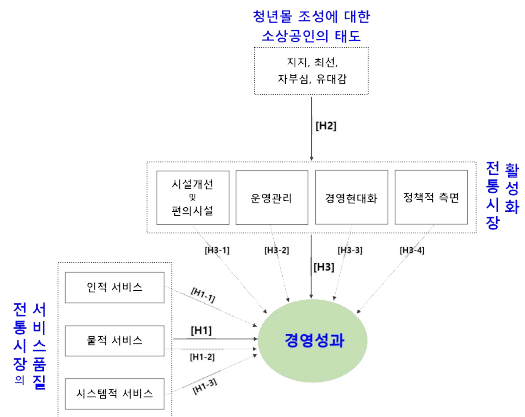 청년몰 조성에 대한
소상공인의 태도
지지, 최선,
자부심, 유대감
[H2]
시설개선
및
편의시설
운영관리
경영현대화
정책적 측면
전통시장
활성화
[H3-1]
[H3-2]
[H3]
[H3-3]
[H3-4]
전통시장의
서비스품질
인적 서비스
물적 서비스
시스템적 서비스
[H1-1]
[H1]
[H1-2]
[H1-3]
경영성과